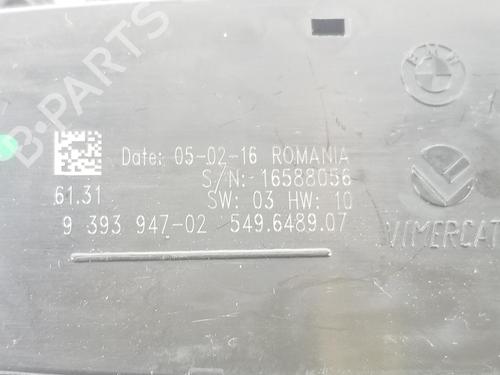 B-PARTS
BMW
Date: 05-02-16 ROMANIA
S/N:-16588056
61.31 SW: 03 HW: 10
9 393 947-02 549.6489.07
VIMERCAT